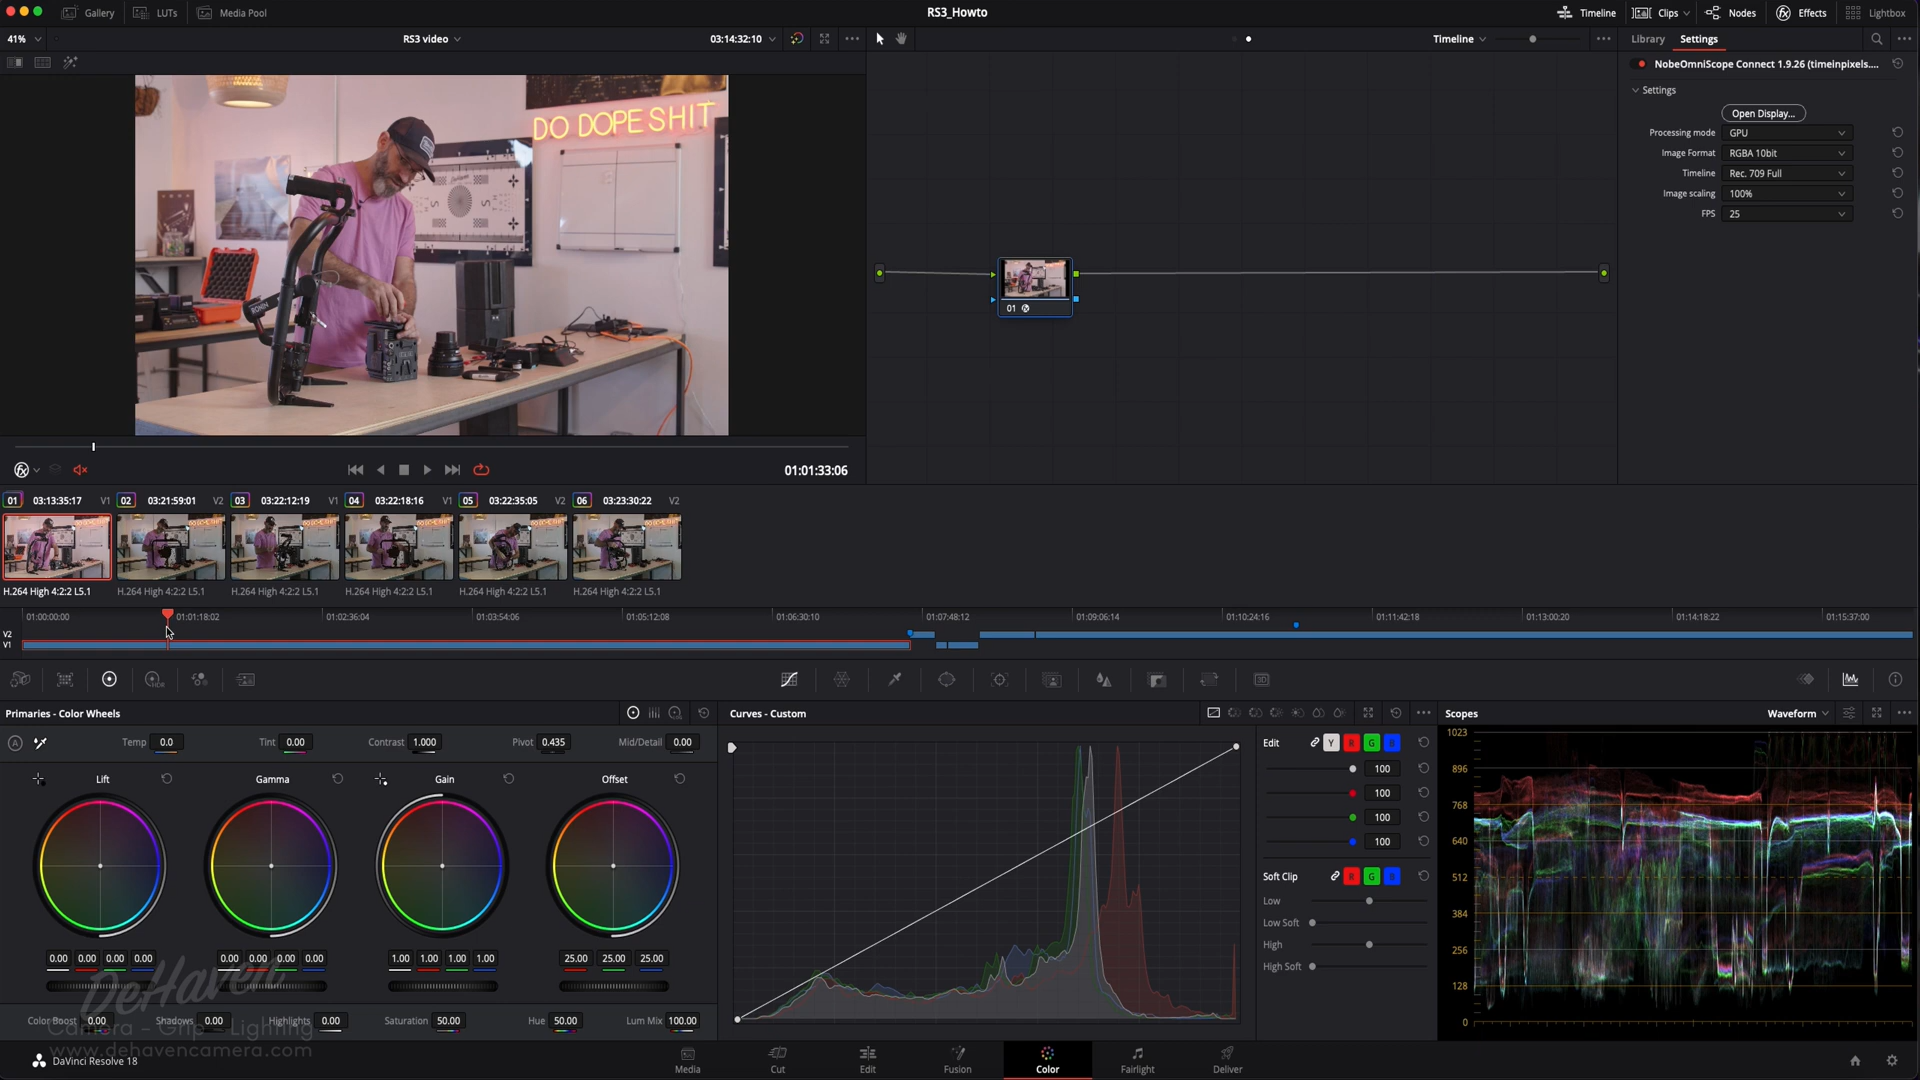 Gallery LUTs Media Pool RS3_Howto Timeline Clips Nodes Effects Lightbox
41% RS3 video 03:14:32:10 Timeline Library Settings
NobeOmniScope Connect 1.9.26 (timeinpixels....
Settings
Open Display...
Processing mode GPU
Image Format RGBA 10bit
Timeline Rec. 709 Full
Image scaling 100%
FPS 25
DO DOPE SHIT
RONIN
01
01:01:33:06
01 03:13:35:17 V1 02 03:21:59:01 V2 03 03:22:12:19 V1 04 03:22:18:16 V1 05 03:22:35:05 V2 06 03:23:30:22 V2
H.264 High 4:2:2 L5.1 H.264 High 4:2:2 L5.1 H.264 High 4:2:2 L5.1 H.264 High 4:2:2 L5.1 H.264 High 4:2:2 L5.1 H.264 High 4:2:2 L5.1
01:00:00:00 01:01:18:02 01:02:36:04 01:03:54:06 01:05:12:08 01:06:30:10 01:07:48:12 01:09:06:14 01:10:24:16 01:11:42:18 01:13:00:20 01:14:18:22 01:15:37:00
V2
V1
Primaries - Color Wheels Curves - Custom Scopes Waveform
Temp 0.0 Tint 0.00 Contrast 1.000 Pivot 0.435 Mid/Detail 0.00
Lift Gamma Gain Offset
0.00 0.00 0.00 0.00 0.00 0.00 0.00 0.00 1.00 1.00 1.00 1.00 25.00 25.00 25.00
Color Boost 0.00 Shadows 0.00 Highlights 0.00 Saturation 50.00 Hue 50.00 Lum Mix 100.00
Edit Y R G B
100
100
100
100
Soft Clip R G B
Low
Low Soft
High
High Soft
1023
896
768
640
512
384
256
128
0
DeHaven
Camera - Grip - Lighting
www.dehavencamera.com
DaVinci Resolve 18
Media Cut Edit Fusion Color Fairlight Deliver